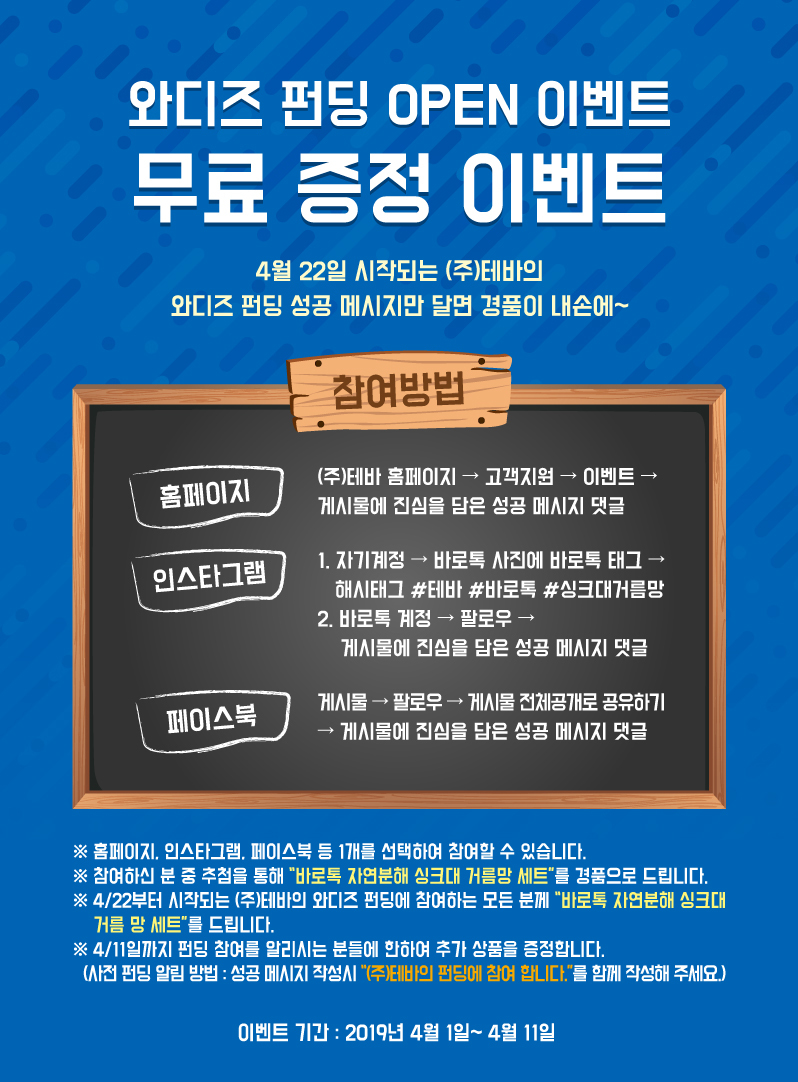 와디즈 펀딩 OPEN 이벤트
무료 증정 이벤트
4월 22일 시작되는 (주)테바의
와디즈 펀딩 성공 메시지만 달면 경품이 내손에~
참여방법
홈페이지
(주)테바 홈페이지 → 고객지원 → 이벤트 →
게시물에 진심을 담은 성공 메시지 댓글
인스타그램
1. 자기계정 → 바로톡 사진에 바로톡 태그 →
해시태그 #테바 #바로톡 #싱크대거름망
2. 바로톡 계정 → 팔로우 →
게시물에 진심을 담은 성공 메시지 댓글
페이스북
게시물 → 팔로우 → 게시물 전체공개로 공유하기
→ 게시물에 진심을 담은 성공 메시지 댓글
※ 홈페이지, 인스타그램, 페이스북 등 1개를 선택하여 참여할 수 있습니다.
※ 참여하신 분 중 추첨을 통해 "바로톡 자연분해 싱크대 거름망 세트"를 경품으로 드립니다.
※ 4/22부터 시작되는 (주)테바의 와디즈 펀딩에 참여하는 모든 분께 "바로톡 자연분해 싱크대
거름 망 세트"를 드립니다.
※ 4/11일까지 펀딩 참여를 알리시는 분들에 한하여 추가 상품을 증정합니다.
(사전 펀딩 알림 방법 : 성공 메시지 작성시 "(주)테바의 펀딩에 참여 합니다."를 함께 작성해 주세요.)
이벤트 기간 : 2019년 4월 1일~ 4월 11일